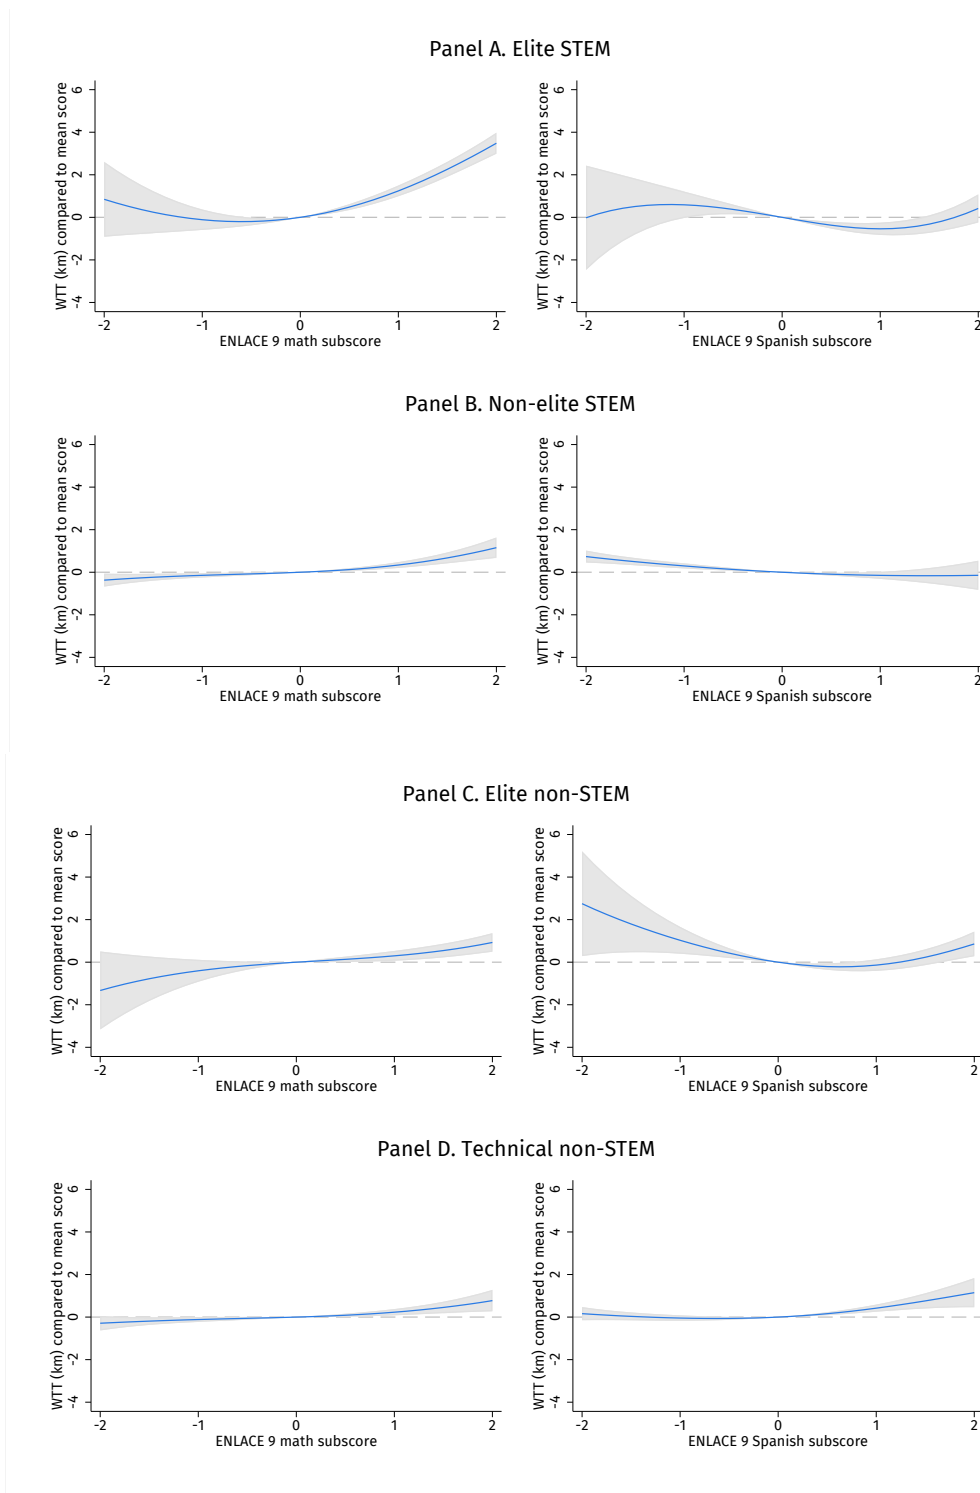 Panel A. Elite STEM
WTT (km) compared to mean score
6
4
2
0
-2
-4
-2 -1 0 1 2
ENLACE 9 math subscore
WTT (km) compared to mean score
6
4
2
0
-2
-4
-2 -1 0 1 2
ENLACE 9 Spanish subscore
Panel B. Non-elite STEM
WTT (km) compared to mean score
6
4
2
0
-2
-4
-2 -1 0 1 2
ENLACE 9 math subscore
WTT (km) compared to mean score
6
4
2
0
-2
-4
-2 -1 0 1 2
ENLACE 9 Spanish subscore
Panel C. Elite non-STEM
WTT (km) compared to mean score
6
4
2
0
-2
-4
-2 -1 0 1 2
ENLACE 9 math subscore
WTT (km) compared to mean score
6
4
2
0
-2
-4
-2 -1 0 1 2
ENLACE 9 Spanish subscore
Panel D. Technical non-STEM
WTT (km) compared to mean score
6
4
2
0
-2
-4
-2 -1 0 1 2
ENLACE 9 math subscore
WTT (km) compared to mean score
6
4
2
0
-2
-4
-2 -1 0 1 2
ENLACE 9 Spanish subscore